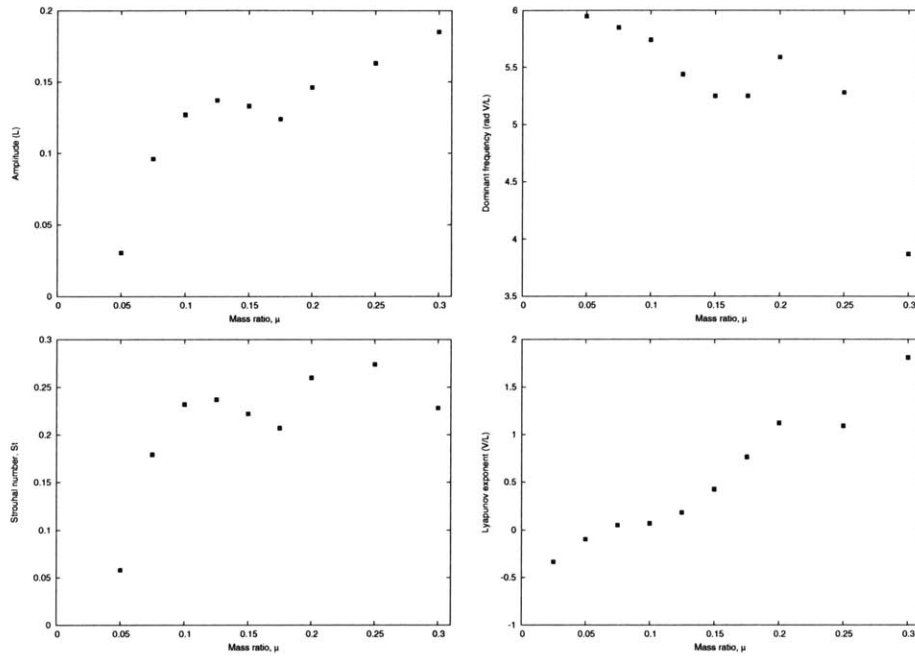 0.2
0.15
0.1
0.05
0
Amplitude (L)
0 0.05 0.1 0.15 0.2 0.25 0.3
Mass ratio, μ
6
5.5
5
4.5
4
3.5
Dominant frequency (rad V/L)
0 0.05 0.1 0.15 0.2 0.25 0.3
Mass ratio, μ
0.3
0.25
0.2
0.15
0.1
0.05
0
Strouhal number, St
0 0.05 0.1 0.15 0.2 0.25 0.3
Mass ratio, μ
2
1.5
1
0.5
0
-0.5
-1
Lyapunov exponent (V/L)
0 0.05 0.1 0.15 0.2 0.25 0.3
Mass ratio, μ